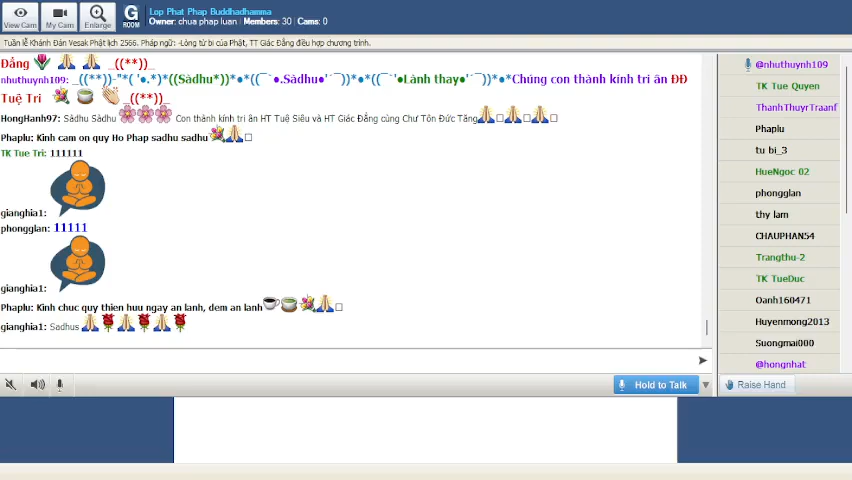 Lop Phat Phap Buddhadhamma
Owner: chua phap luan : Members: 30 : Cams: 0
View Cam
My Cam
Enlarge
G ROOM
Tuần lễ Khánh Đản Vesak Phật lịch 2566. Pháp ngữ: -Lòng từ bi của Phật, TT Giác Đẳng điều hợp chương trình.
Đẳng 🌷 🙏 🙏 _((**))_
nhuthuynh109: _((**))-"*( '●.*)*((Sàdhu*)*●*((¯`●.Sàdhu●'´¯))*●*((¯`'●Lành thay●'´¯))*●*Chúng con thành kính tri ân ĐĐ
Tuệ Tri _((**))_
HongHanh97: Sàdhu Sàdhu 🌸🌸🌸 Con thành kính tri ân HT Tuệ Siêu và HT Giác Đẳng cùng Chư Tôn Đức Tăng
Phaplu: Kinh cam on quy Ho Phap sadhu sadhu
TK Tue Tri: 111111
gianghia1:
phongglan: 11111
gianghia1:
Phaplu: Kinh chuc quy thien huu ngay an lanh, dem an lanh
gianghia1: Sadhus
@nhuthuynh109
TK Tue Quyen
ThanhThuyrTraanf
Phaplu
tu bi_3
HueNgoc 02
phongglan
thy lam
CHAUPHAN54
Trangthu-2
TK TueDuc
Oanh160471
Huyenmong2013
Suongmai000
@hongnhat
Hold to Talk
Raise Hand